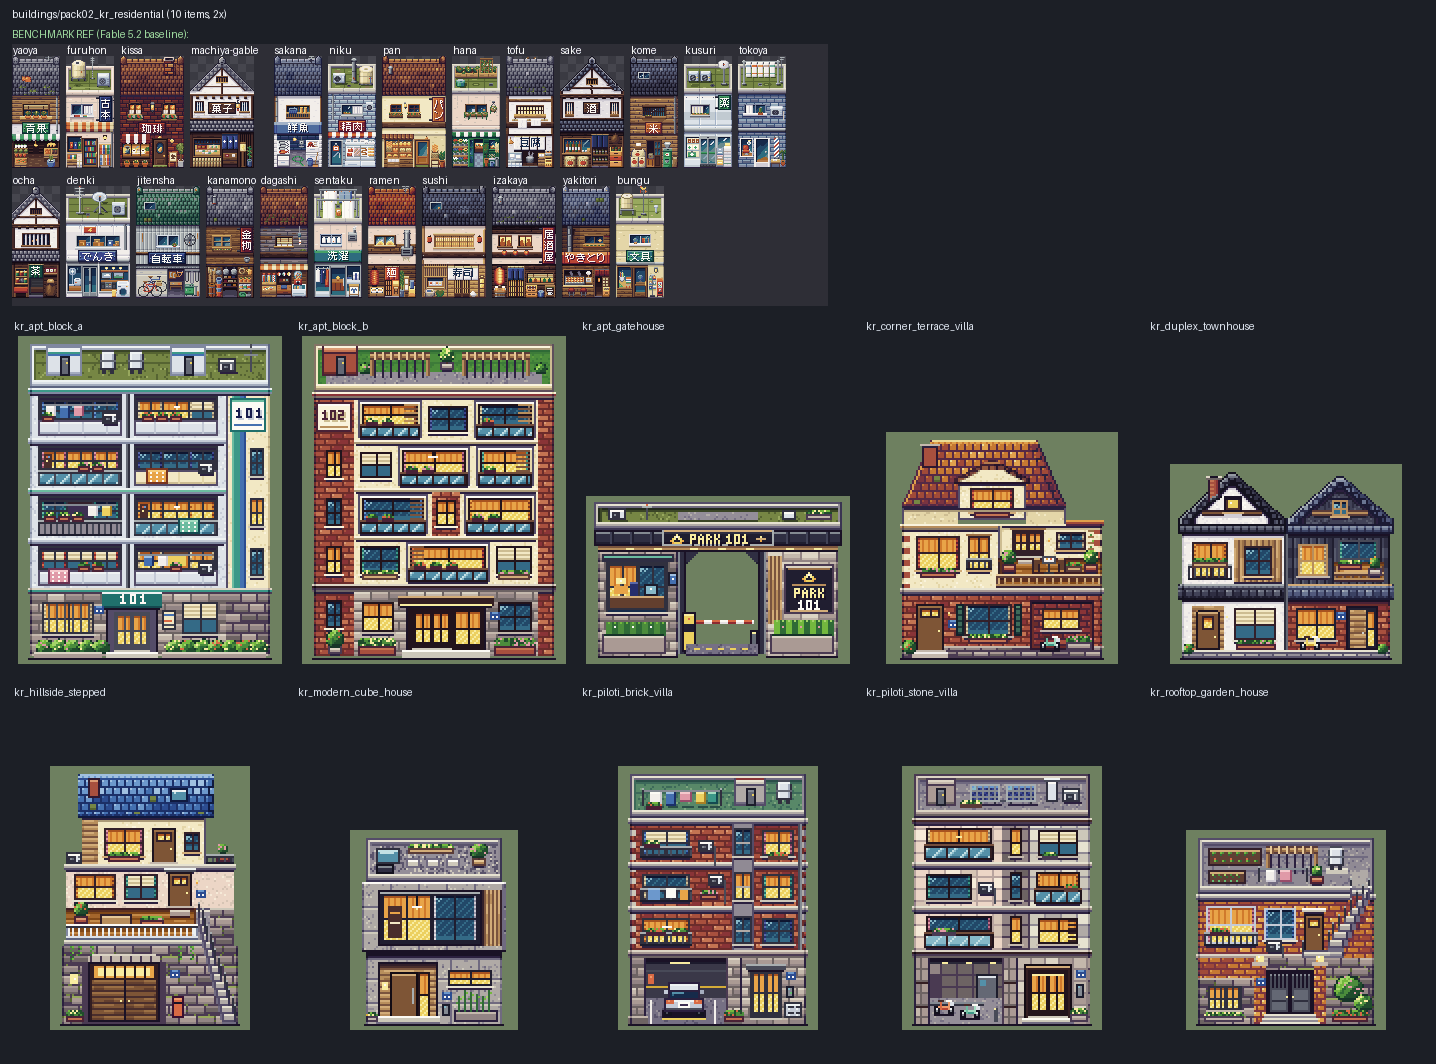 buildings/pack02_kr_residential (10 items, 2x)
BENCHMARK REF (Fable 5.2 baseline):
yaoya furuhon kissa machiya-gable sakana niku pan hana tofu sake kome kusuri tokoya
青果 古本 珈琲 菓子 鮮魚 精肉 パン 豆腐 酒 米 薬
ocha denki jitensha kanamono dagashi sentaku ramen sushi izakaya yakitori bungu
茶 でんき 自転車 金物 洗濯 麺 寿司 居酒屋 やきとり 文具
kr_apt_block_a kr_apt_block_b kr_apt_gatehouse kr_corner_terrace_villa kr_duplex_townhouse
101
102
PARK 101
PARK
101
101
kr_hillside_stepped kr_modern_cube_house kr_piloti_brick_villa kr_piloti_stone_villa kr_rooftop_garden_house